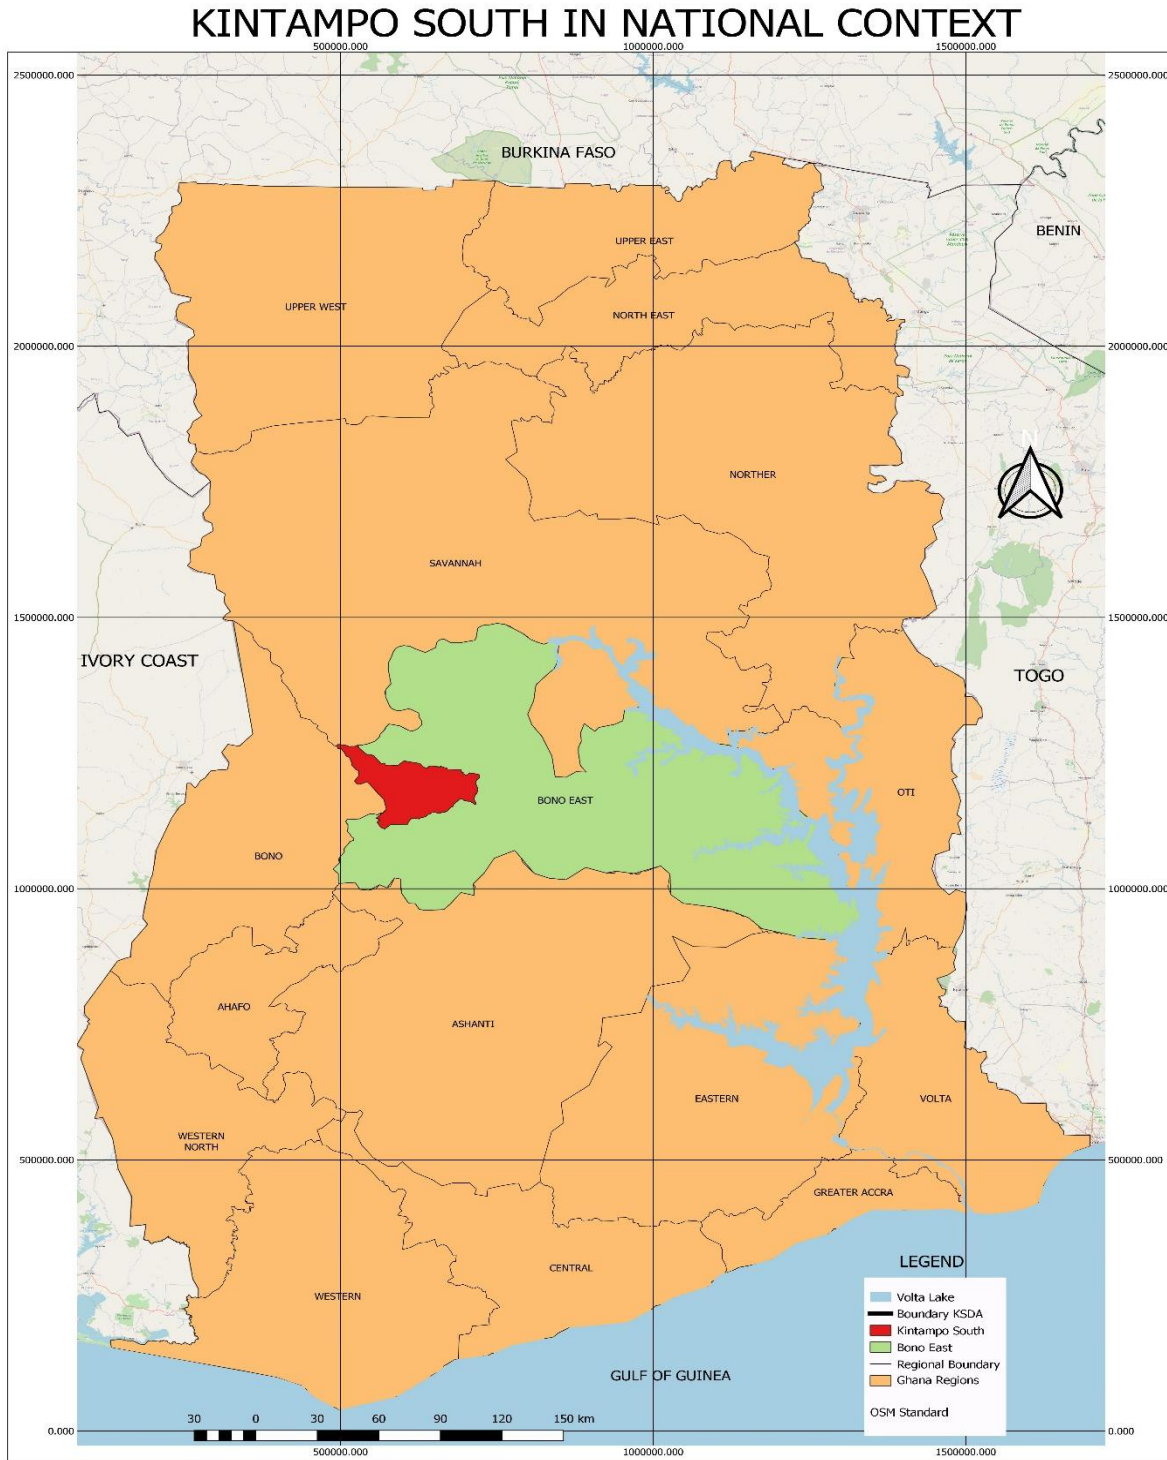 KINTAMPO SOUTH IN NATIONAL CONTEXT
500000.000 1000000.000 1500000.000
2500000.000 2500000.000
BURKINA FASO
BENIN
UPPER EAST
UPPER WEST
NORTH EAST
2000000.000 2000000.000
N
NORTHER
SAVANNAH
1500000.000 1500000.000
IVORY COAST
TOGO
OTI
BONO EAST
BONO
1000000.000 1000000.000
AHAFO
ASHANTI
EASTERN
VOLTA
WESTERN
NORTH
500000.000 500000.000
GREATER ACCRA
CENTRAL
WESTERN
GULF OF GUINEA
LEGEND
Volta Lake
Boundary KSDA
Kintampo South
Bono East
Regional Boundary
Ghana Regions
OSM Standard
30 0 30 60 90 120 150 km
0.000 0.000
500000.000 1000000.000 1500000.000